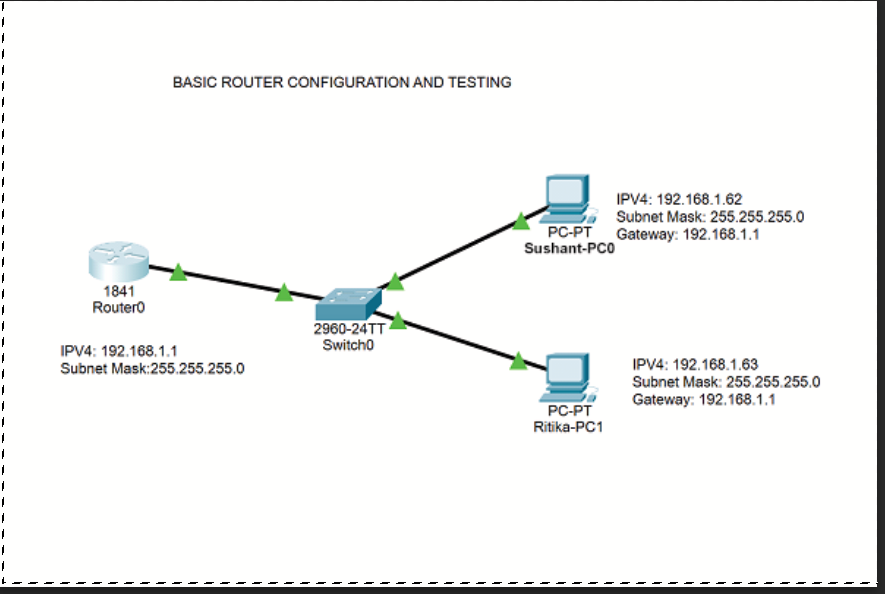 BASIC ROUTER CONFIGURATION AND TESTING
IPV4: 192.168.1.62
Subnet Mask: 255.255.255.0
Gateway: 192.168.1.1
PC-PT
Sushant-PC0
1841
Router0
2960-24TT
Switch0
IPV4: 192.168.1.1
Subnet Mask:255.255.255.0
IPV4: 192.168.1.63
Subnet Mask: 255.255.255.0
Gateway: 192.168.1.1
PC-PT
Ritika-PC1